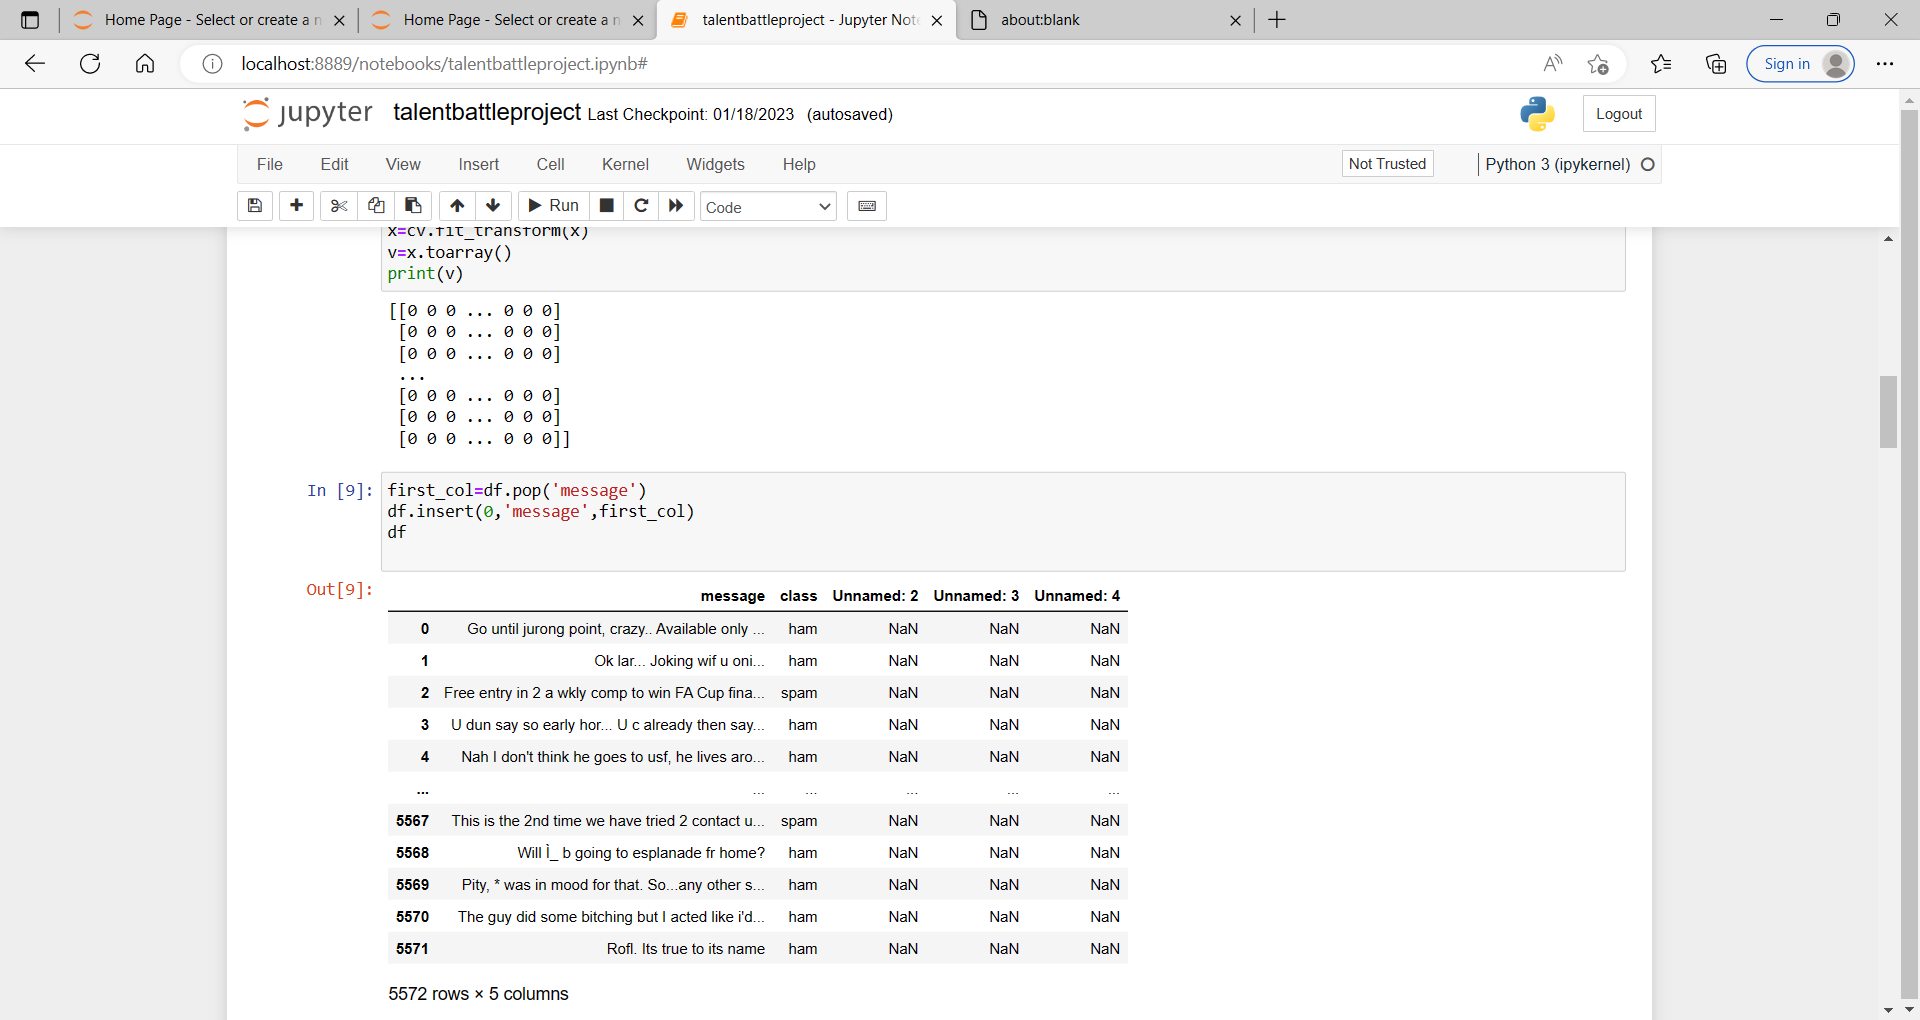 Home Page - Select or create a n
Home Page - Select or create a n
talentbattleproject - Jupyter Note
about:blank
localhost:8889/notebooks/talentbattleproject.ipynb#
Sign in
jupyter talentbattleproject Last Checkpoint: 01/18/2023 (autosaved)
Logout
File Edit View Insert Cell Kernel Widgets Help
Not Trusted
Python 3 (ipykernel)
Run
Code
x=cv.fit_transform(x)
v=x.toarray()
print(v)
[[0 0 0 ... 0 0 0]
[0 0 0 ... 0 0 0]
[0 0 0 ... 0 0 0]
...
[0 0 0 ... 0 0 0]
[0 0 0 ... 0 0 0]
[0 0 0 ... 0 0 0]]
In [9]: first_col=df.pop('message')
df.insert(0,'message',first_col)
df
Out[9]:
message class Unnamed: 2 Unnamed: 3 Unnamed: 4
0 Go until jurong point, crazy.. Available only ... ham NaN NaN NaN
1 Ok lar... Joking wif u oni... ham NaN NaN NaN
2 Free entry in 2 a wkly comp to win FA Cup fina... spam NaN NaN NaN
3 U dun say so early hor... U c already then say... ham NaN NaN NaN
4 Nah I don't think he goes to usf, he lives aro... ham NaN NaN NaN
... ... ... ... ... ...
5567 This is the 2nd time we have tried 2 contact u... spam NaN NaN NaN
5568 Will Ì_ b going to esplanade fr home? ham NaN NaN NaN
5569 Pity, * was in mood for that. So...any other s... ham NaN NaN NaN
5570 The guy did some bitching but I acted like i'd... ham NaN NaN NaN
5571 Rofl. Its true to its name ham NaN NaN NaN
5572 rows × 5 columns